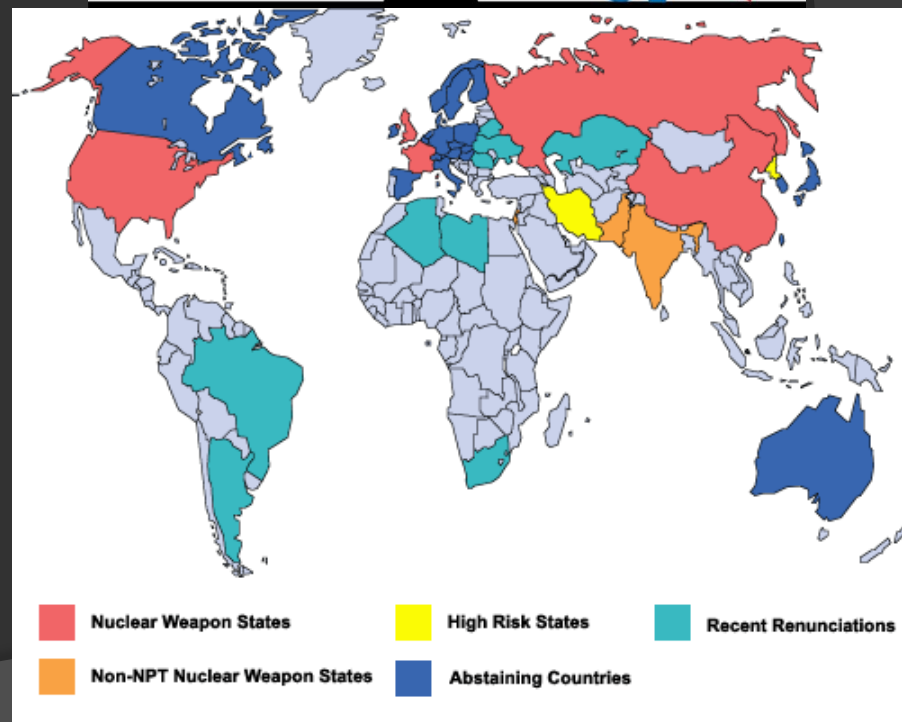 Nuclear Weapon States
High Risk States
Recent Renunciations
Non-NPT Nuclear Weapon States
Abstaining Countries